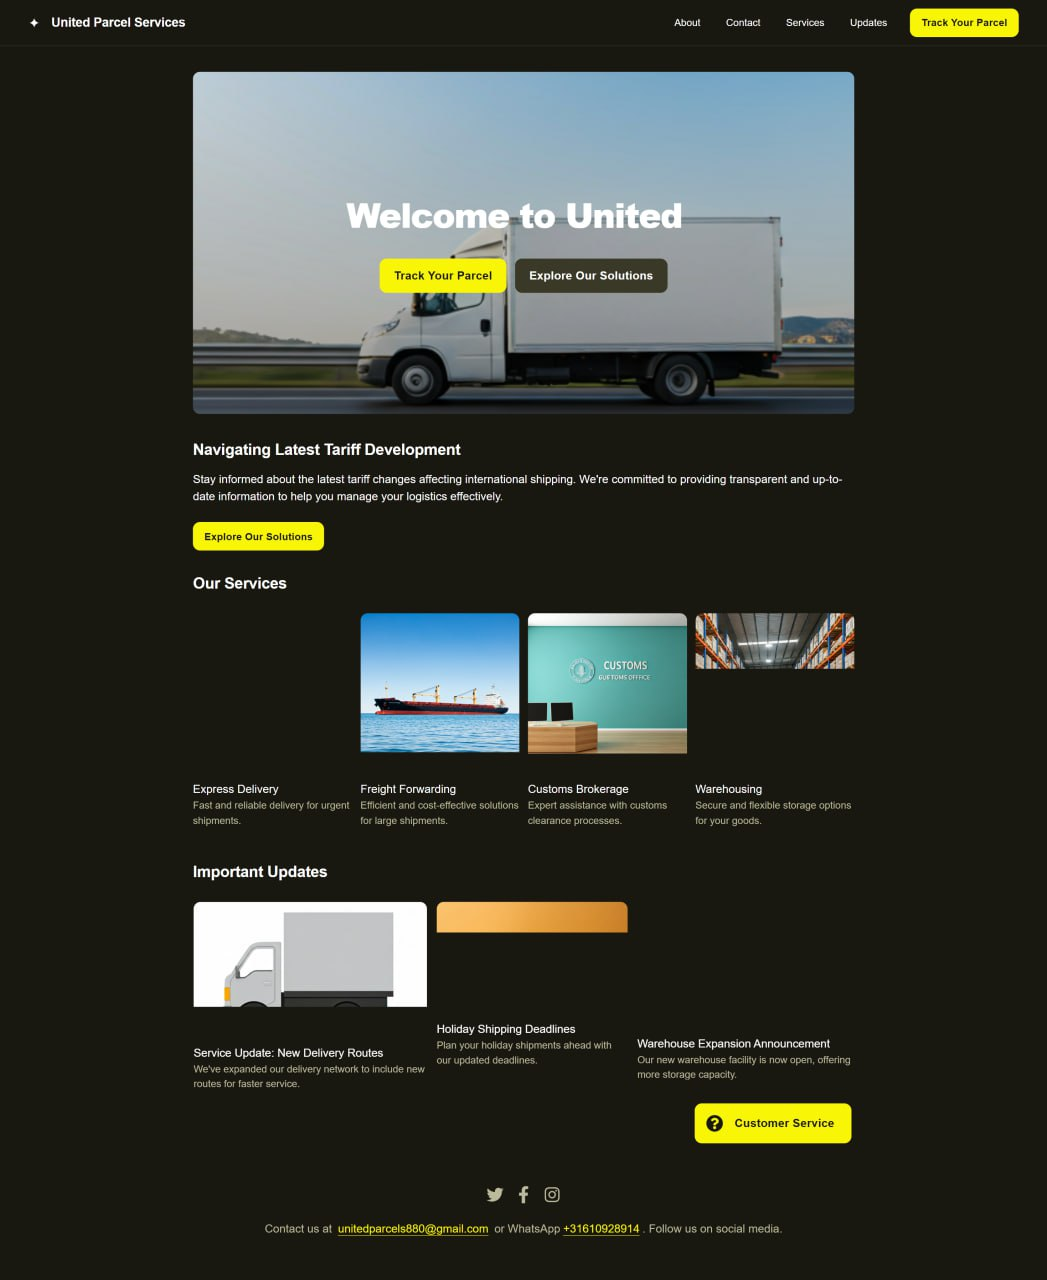 United Parcel Services
About
Contact
Services
Updates
Track Your Parcel
Welcome to United
Track Your Parcel
Explore Our Solutions
Navigating Latest Tariff Development
Stay informed about the latest tariff changes affecting international shipping. We're committed to providing transparent and up-to-
date information to help you manage your logistics effectively.
Explore Our Solutions
Our Services
CUSTOMS
GUETOMS OFFICE
Express Delivery
Fast and reliable delivery for urgent
shipments.
Freight Forwarding
Efficient and cost-effective solutions
for large shipments.
Customs Brokerage
Expert assistance with customs
clearance processes.
Warehousing
Secure and flexible storage options
for your goods.
Important Updates
Service Update: New Delivery Routes
We've expanded our delivery network to include new
routes for faster service.
Holiday Shipping Deadlines
Plan your holiday shipments ahead with
our updated deadlines.
Warehouse Expansion Announcement
Our new warehouse facility is now open, offering
more storage capacity.
Customer Service
Contact us at unitedparcels880@gmail.com or WhatsApp +31610928914 . Follow us on social media.